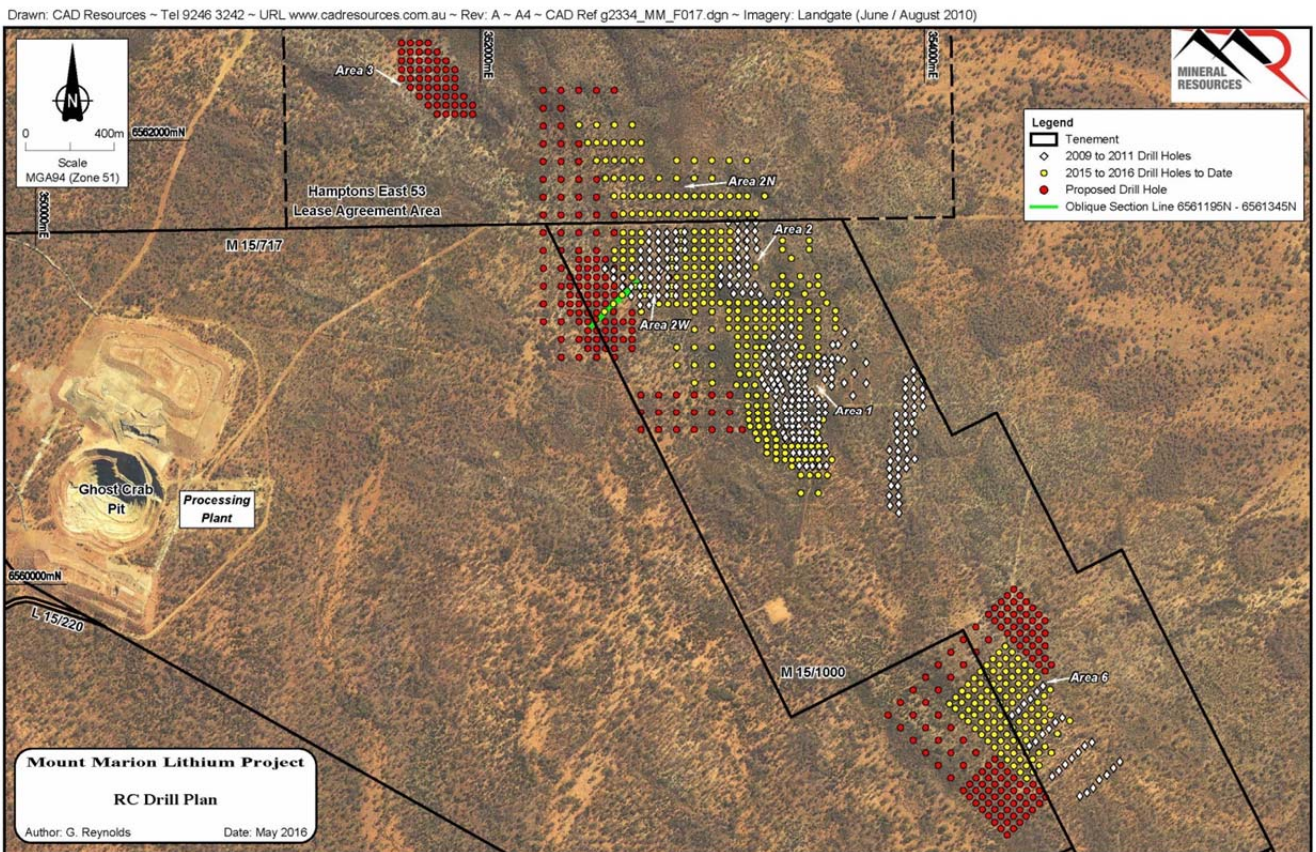 Drawn: CAD Resources ~ Tel 9246 3242 ~ URL www.cadresources.com.au ~ Rev: A ~ A4 ~ CAD Ref g2334_MM_F017.dgn ~ Imagery: Landgate (June / August 2010)
N
0 400m
Scale
MGA94 (Zone 51)
6562000mN
350000mE
352000mE
354000mE
Area 3
MINERAL
RESOURCES
Legend
Tenement
2009 to 2011 Drill Holes
2015 to 2016 Drill Holes to Date
Proposed Drill Hole
Oblique Section Line 6561195N - 6561345N
Hamptons East 53
Lease Agreement Area
Area 2N
M 15/717
Area 2
Area 2W
Area 1
Ghost Crab
Pit
Processing
Plant
6560000mN
L 15/220
M 15/1000
Area 6
Mount Marion Lithium Project
RC Drill Plan
Author: G. Reynolds Date: May 2016